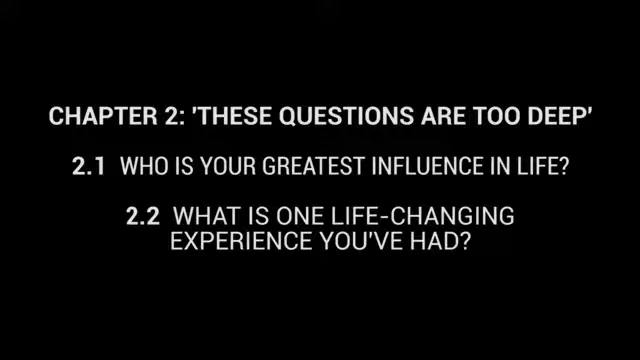 CHAPTER 2: 'THESE QUESTIONS ARE TOO DEEP'
2.1 WHO IS YOUR GREATEST INFLUENCE IN LIFE?
2.2 WHAT IS ONE LIFE-CHANGING
EXPERIENCE YOU'VE HAD?